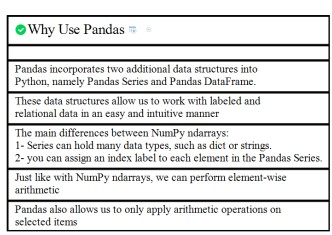 Why Use Pandas
Pandas incorporates two additional data structures into
Python, namely Pandas Series and Pandas DataFrame.
These data structures allow us to work with labeled and
relational data in an easy and intuitive manner
The main differences between NumPy ndarrays:
1- Series can hold many data types, such as dict or strings.
2- you can assign an index label to each element in the Pandas Series.
Just like with NumPy ndarrays, we can perform element-wise
arithmetic
Pandas also allows us to only apply arithmetic operations on
selected items